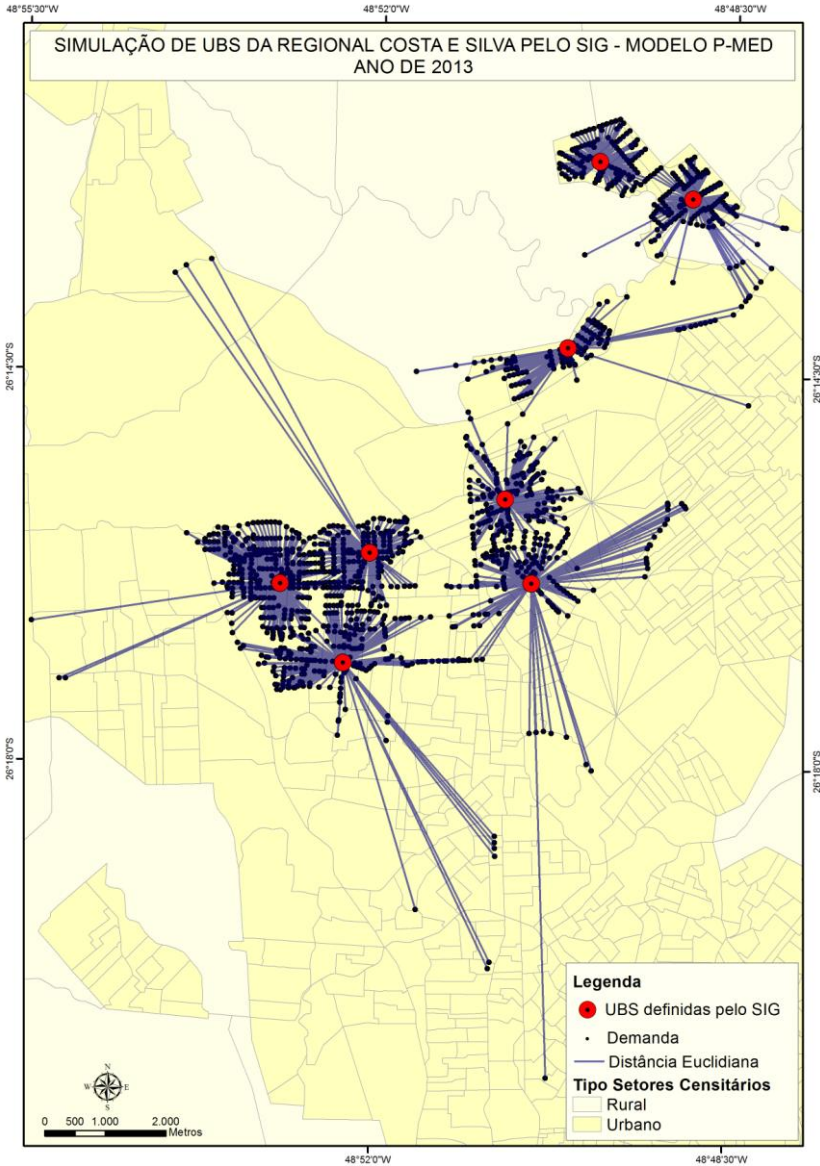 48°55'30"W
48°52'0"W
48°48'30"W
SIMULAÇÃO DE UBS DA REGIONAL COSTA E SILVA PELO SIG - MODELO P-MED
ANO DE 2013
26°14'30"S
26°14'30"S
26°18'0"S
26°18'0"S
Legenda
UBS definidas pelo SIG
Demanda
Distância Euclidiana
Tipo Setores Censitários
Rural
Urbano
N
W E
S
0 500 1.000 2.000
Metros
48°52'0"W
48°48'30"W